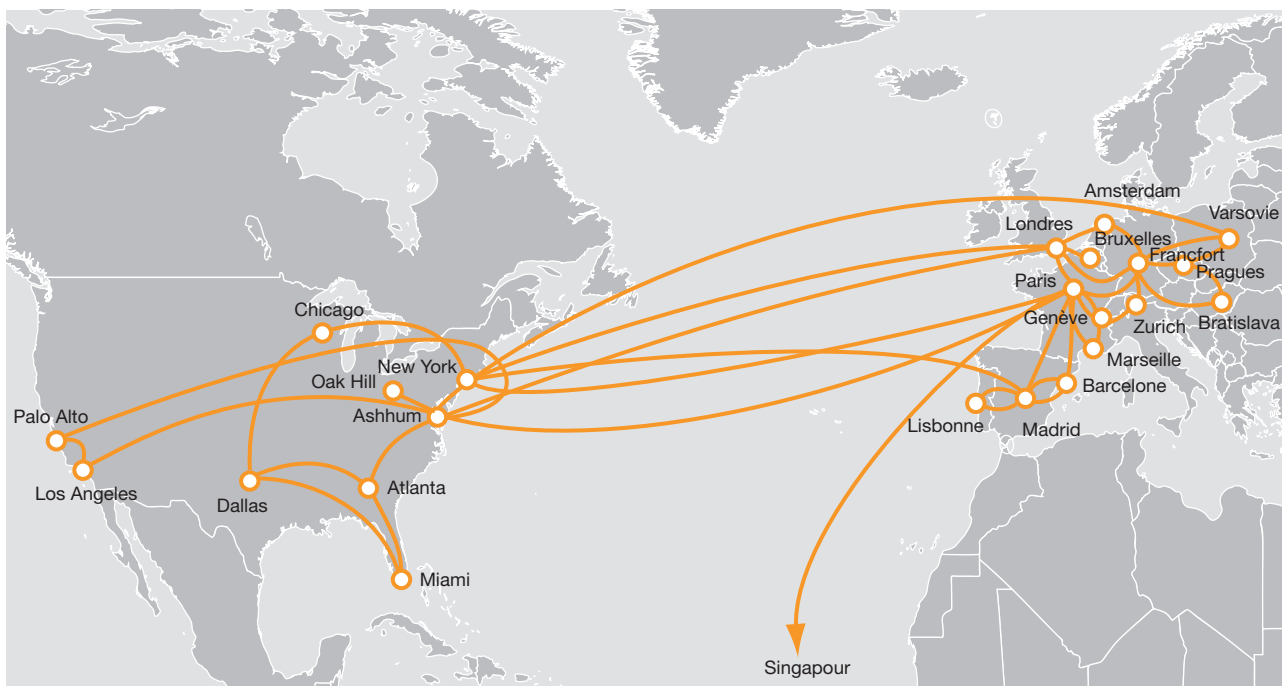 Amsterdam
Varsovie
Londres
Bruxelles
Francfort
Pragues
Paris
Chicago
Genève
Zurich
Bratislava
New York
Marseille
Oak Hill
Barcelone
Palo Alto
Ashhum
Lisbonne
Madrid
Los Angeles
Dallas
Atlanta
Miami
Singapour